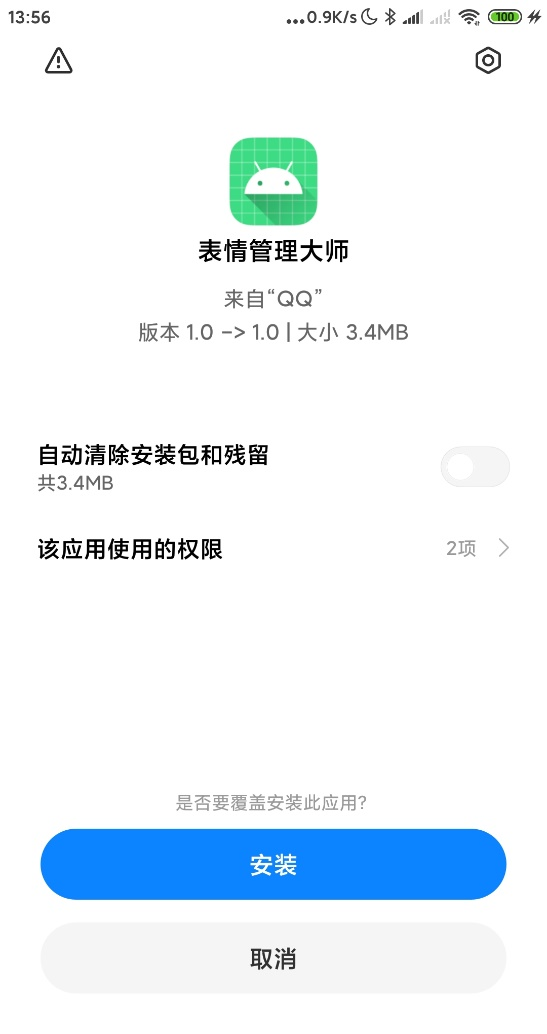 13:56 ...0.9K/s 100
表情管理大师
来自“QQ”
版本 1.0 -> 1.0 | 大小 3.4MB
自动清除安装包和残留
共3.4MB
该应用使用的权限 2项
是否要覆盖安装此应用?
安装
取消